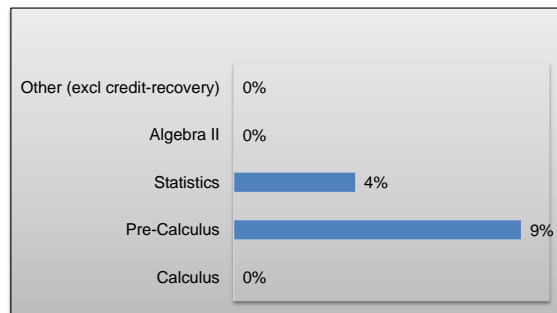 Other (excl credit-recovery) 0%
Algebra II 0%
Statistics 4%
Pre-Calculus 9%
Calculus 0%